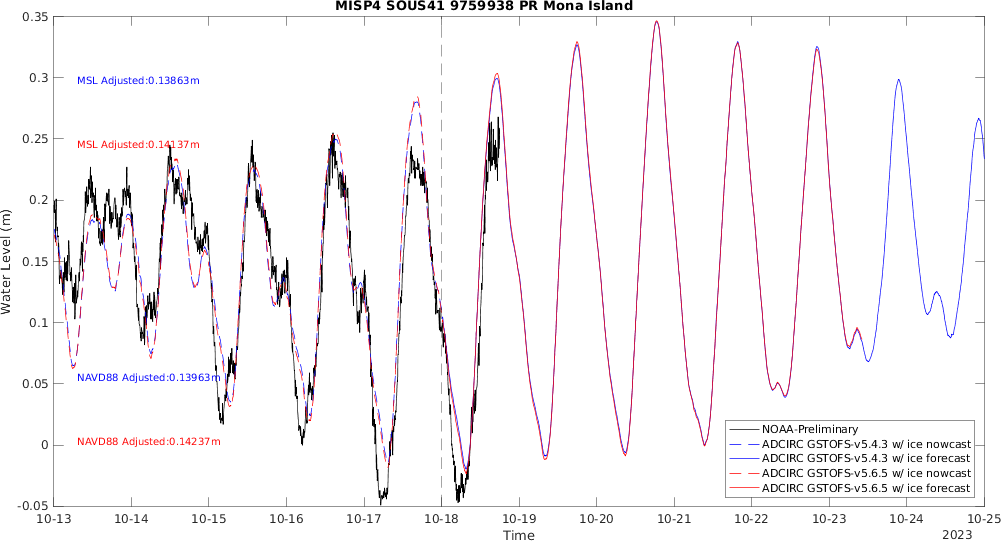 MISP4 SOUS41 9759938 PR Mona Island
0.35
0.3
0.25
0.2
0.15
0.1
0.05
0
-0.05
Water Level (m)
MSL Adjusted:0.13863m
MSL Adjusted:0.14137m
NAVD88 Adjusted:0.13963m
NAVD88 Adjusted:0.14237m
NOAA-Preliminary
ADCIRC GSTOFS-v5.4.3 w/ ice nowcast
ADCIRC GSTOFS-v5.4.3 w/ ice forecast
ADCIRC GSTOFS-v5.6.5 w/ ice nowcast
ADCIRC GSTOFS-v5.6.5 w/ ice forecast
10-13 10-14 10-15 10-16 10-17 10-18 10-19 10-20 10-21 10-22 10-23 10-24 10-25
Time
2023